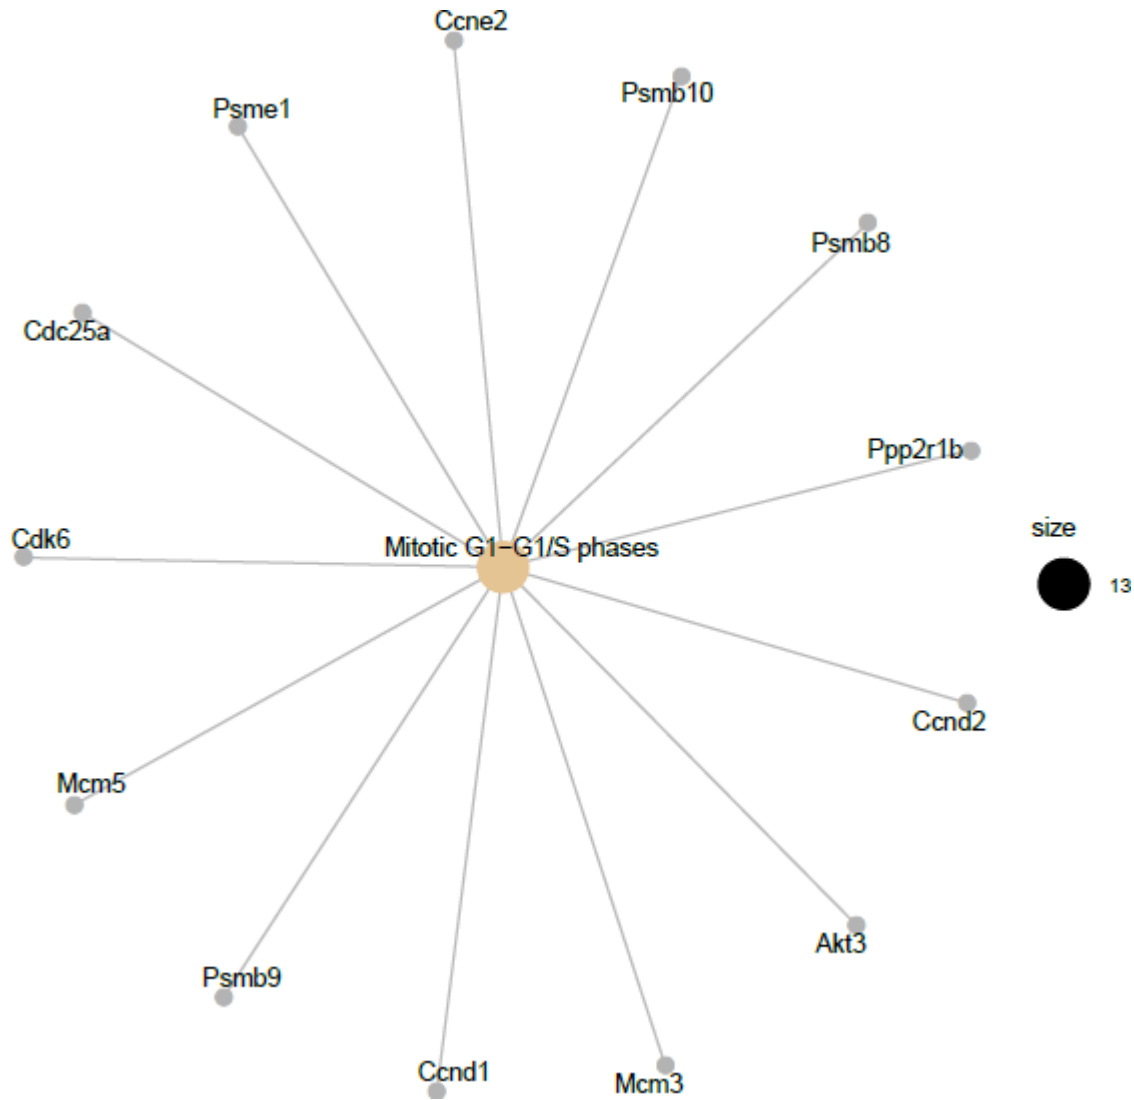 Ccne2
Psmb10
Psme1
Psmb8
Cdc25a
Ppp2r1b
size
Cdk6
Mitotic G1−G1/S phases
13
Ccnd2
Mcm5
Akt3
Psmb9
Ccnd1
Mcm3